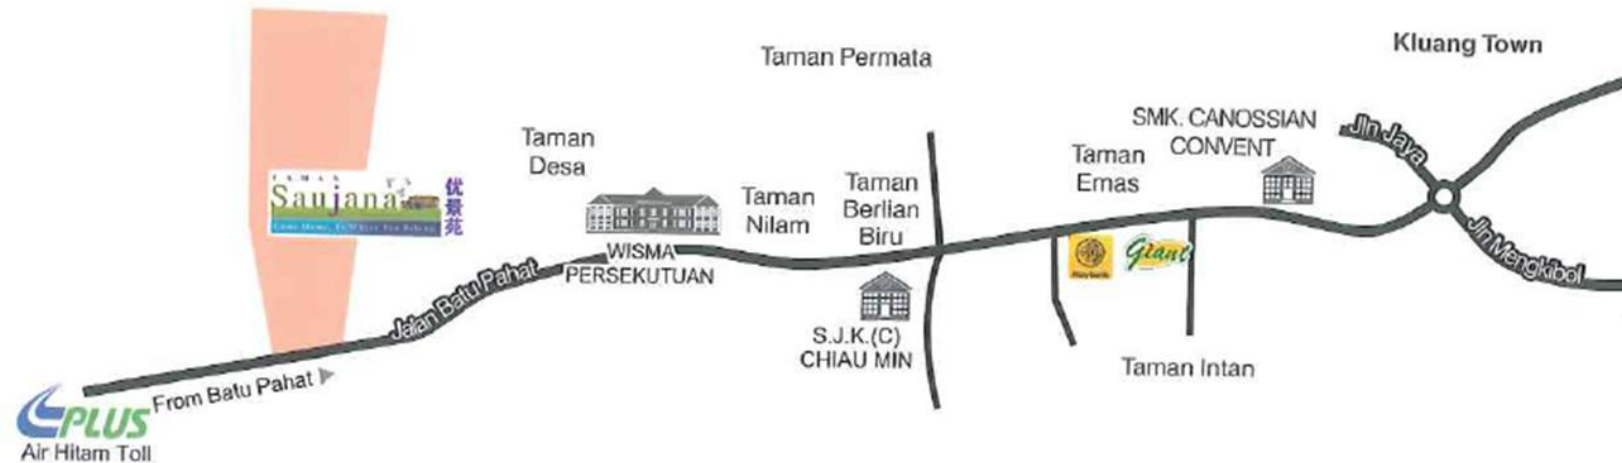 Kluang Town
Taman Permata
SMK. CANOSSIAN
CONVENT
Jln Jaya
Taman
Desa
Taman
Emas
TAMAN
Saujana
优景苑
Taman
Nilam
Taman
Berlian
Biru
WISMA
PERSEKUTUAN
Maybank
Giant
Jln Mengkibol
Jalan Batu Pahat
S.J.K.(C)
CHIAU MIN
Taman Intan
From Batu Pahat
PLUS
Air Hitam Toll